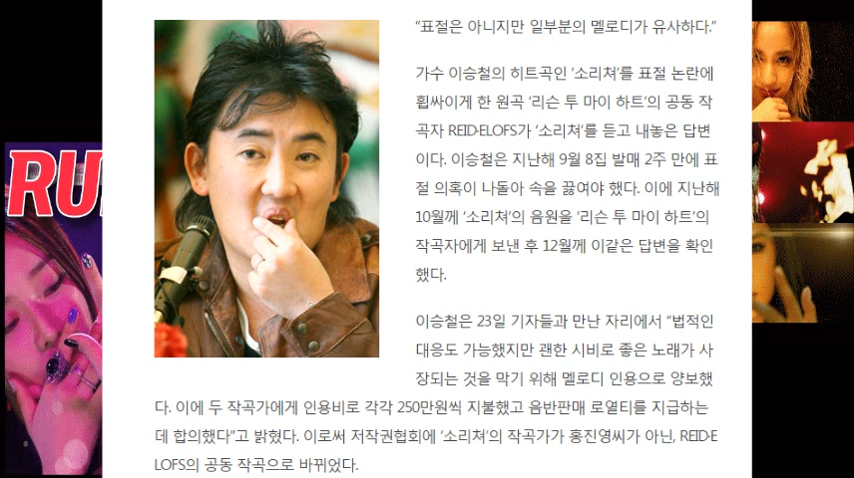 “표절은 아니지만 일부분의 멜로디가 유사하다.”
가수 이승철의 히트곡인 ‘소리쳐’를 표절 논란에
휩싸이게 한 원곡 ‘리슨 투 마이 하트’의 공동 작
곡자 REID·ELOFS가 ‘소리쳐’를 듣고 내놓은 답변
이다. 이승철은 지난해 9월 8집 발매 2주 만에 표
절 의혹이 나돌아 속을 끓여야 했다. 이에 지난해
10월께 ‘소리쳐’의 음원을 ‘리슨 투 마이 하트’의
작곡자에게 보낸 후 12월께 이같은 답변을 확인
했다.
이승철은 23일 기자들과 만난 자리에서 “법적인
대응도 가능했지만 괜한 시비로 좋은 노래가 사
장되는 것을 막기 위해 멜로디 인용으로 양보했
다. 이에 두 작곡가에게 인용비로 각각 250만원씩 지불했고 음반판매 로열티를 지급하는
데 합의했다”고 밝혔다. 이로써 저작권협회에 ‘소리쳐’의 작곡가가 홍진영씨가 아닌, REID·E
LOFS의 공동 작곡으로 바뀌었다.
RU